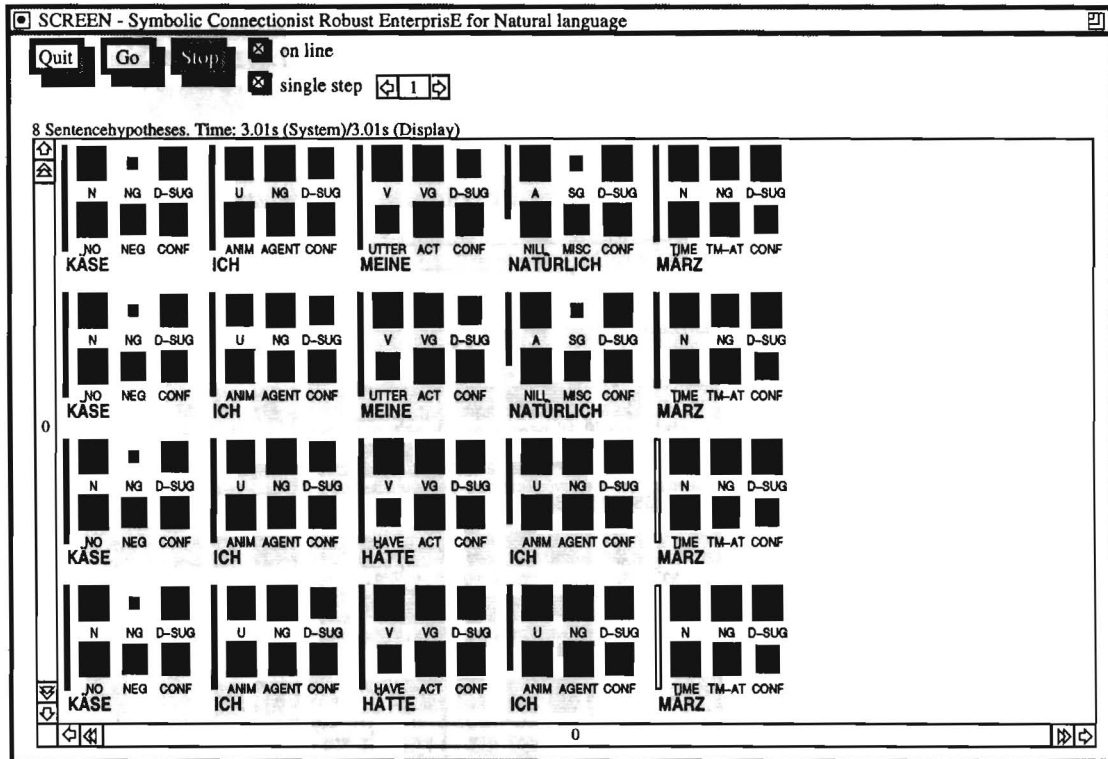 SCREEN - Symbolic Connectionist Robust EnterprisE for Natural language
Quit Go Stop on line
single step 1
8 Sentencehypotheses. Time: 3.01s (System)/3.01s (Display)
N NG D-SUG U NG D-SUG V VG D-SUG A SG D-SUG N NG D-SUG
NO NEG CONF ANIM AGENT CONF UTTER ACT CONF NILL MISC CONF TIME TM-AT CONF
KÄSE ICH MEINE NATÜRLICH MÄRZ
N NG D-SUG U NG D-SUG V VG D-SUG A SG D-SUG N NG D-SUG
NO NEG CONF ANIM AGENT CONF UTTER ACT CONF NILL MISC CONF TIME TM-AT CONF
KÄSE ICH MEINE NATÜRLICH MÄRZ
0
N NG D-SUG U NG D-SUG V VG D-SUG U NG D-SUG N NG D-SUG
NO NEG CONF ANIM AGENT CONF HAVE ACT CONF ANIM AGENT CONF TIME TM-AT CONF
KÄSE ICH HÄTTE ICH MÄRZ
N NG D-SUG U NG D-SUG V VG D-SUG U NG D-SUG N NG D-SUG
NO NEG CONF ANIM AGENT CONF HAVE ACT CONF ANIM AGENT CONF TIME TM-AT CONF
KÄSE ICH HÄTTE ICH MÄRZ
0